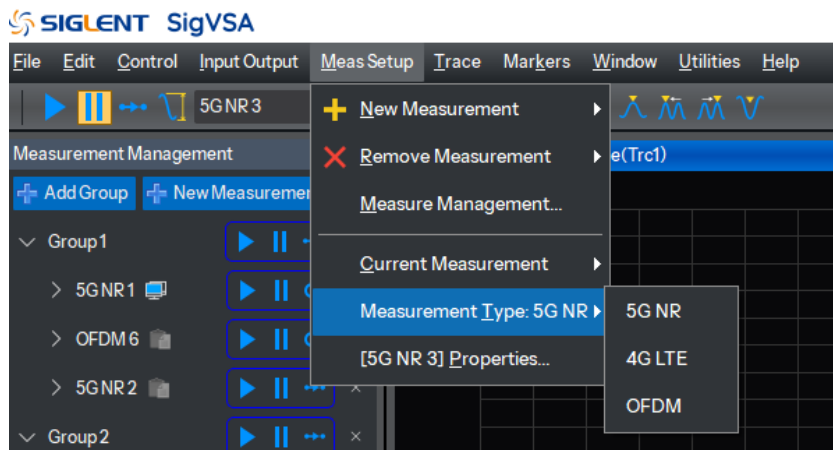 SIGLENT SigVSA
File Edit Control Input Output Meas Setup Trace Markers Window Utilities Help
5G NR 3
New Measurement
Measurement Management
Remove Measurement
e(Trc1)
Add Group
New Measuremen
Measure Management...
Group1
Current Measurement
5G NR 1
Measurement Type: 5G NR
5G NR
OFDM 6
[5G NR 3] Properties...
4G LTE
5G NR 2
OFDM
Group2